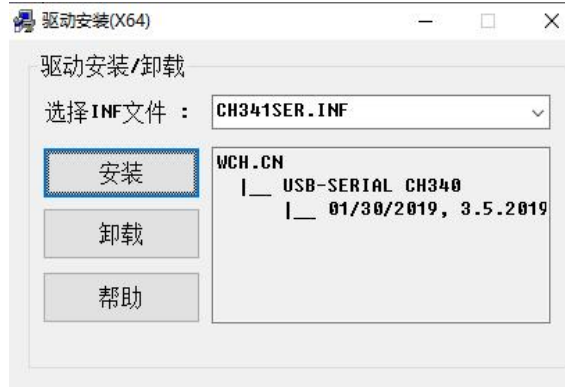 驱动安装(X64)
驱动安装/卸载
选择INF文件 :
CH341SER.INF
安装
WCH.CN
|__ USB-SERIAL CH340
|__ 01/30/2019, 3.5.2019
卸载
帮助